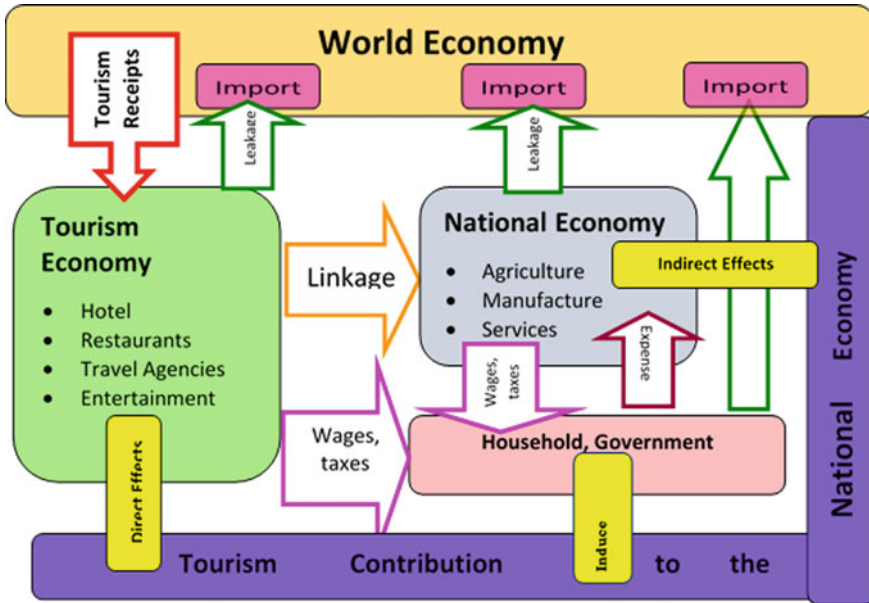 World Economy
Tourism
Receipts
Import
Import
Import
Leakage
Leakage
Tourism
Economy
• Hotel
• Restaurants
• Travel Agencies
• Entertainment
Linkage
National Economy
• Agriculture
• Manufacture
• Services
Indirect Effects
Wages,
taxes
Expense
Wages,
taxes
Household, Government
Direct Effects
Induce
Tourism Contribution to the
National Economy